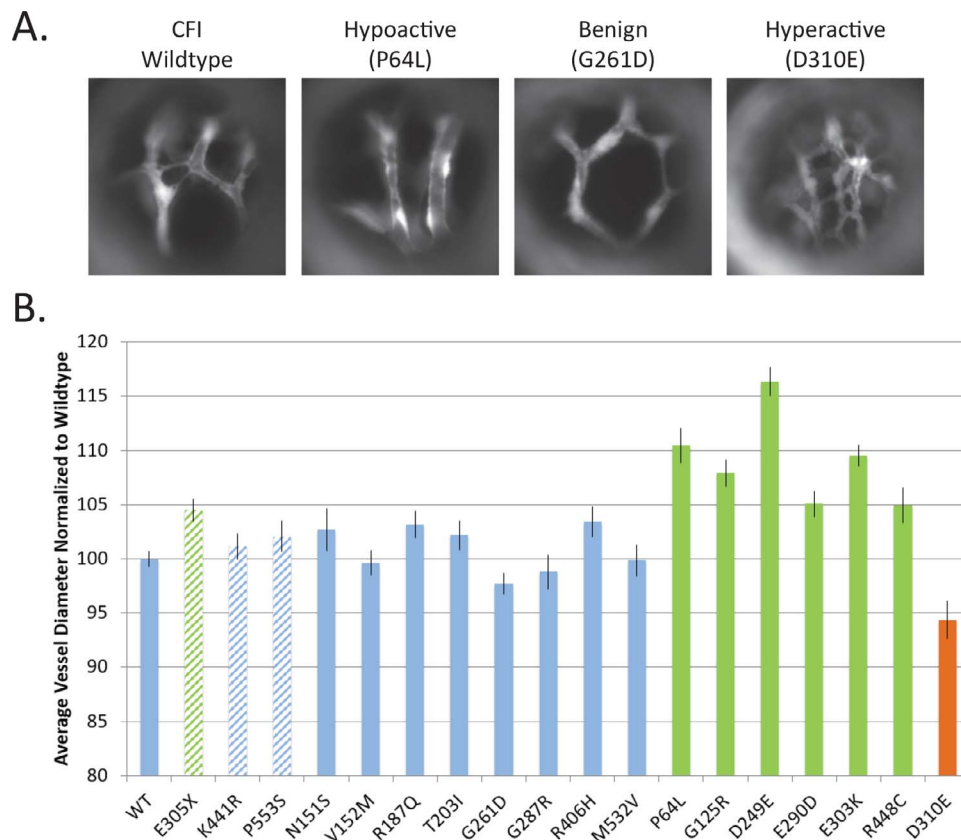 A.
CFI
Wildtype
Hypoactive
(P64L)
Benign
(G261D)
Hyperactive
(D310E)
B.
Average Vessel Diameter Normalized to Wildtype
120
115
110
105
100
95
90
85
80
WT
E305X
K441R
P553S
N151S
V152M
R187Q
T203I
G261D
G287R
R406H
M532V
P64L
G125R
D249E
E290D
E303K
R448C
D310E